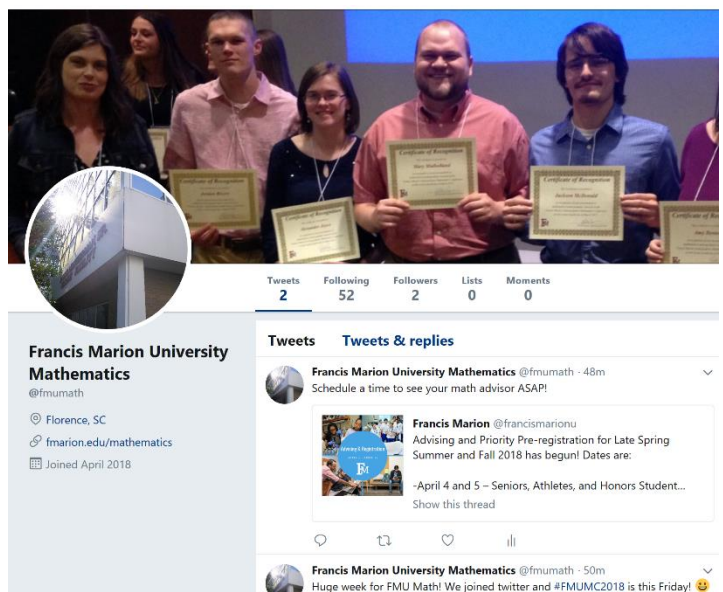 Certificate of Recognition
Certificate of Recognition
Certificate of Recognition
Certificate of Recognition
Tweets
Following
Followers
Lists
Moments
2
52
2
0
0
Francis Marion University
Mathematics
@fmumath
Florence, SC
fmarion.edu/mathematics
Joined April 2018
Tweets Tweets & replies
Francis Marion University Mathematics @fmumath · 48m
Schedule a time to see your math advisor ASAP!
Advising & Registration
FM
Francis Marion @francismarionu
Advising and Priority Pre-registration for Late Spring
Summer and Fall 2018 has begun! Dates are:
-April 4 and 5 – Seniors, Athletes, and Honors Student...
Show this thread
Francis Marion University Mathematics @fmumath · 50m
Huge week for FMU Math! We joined twitter and #FMUMC2018 is this Friday! 😀